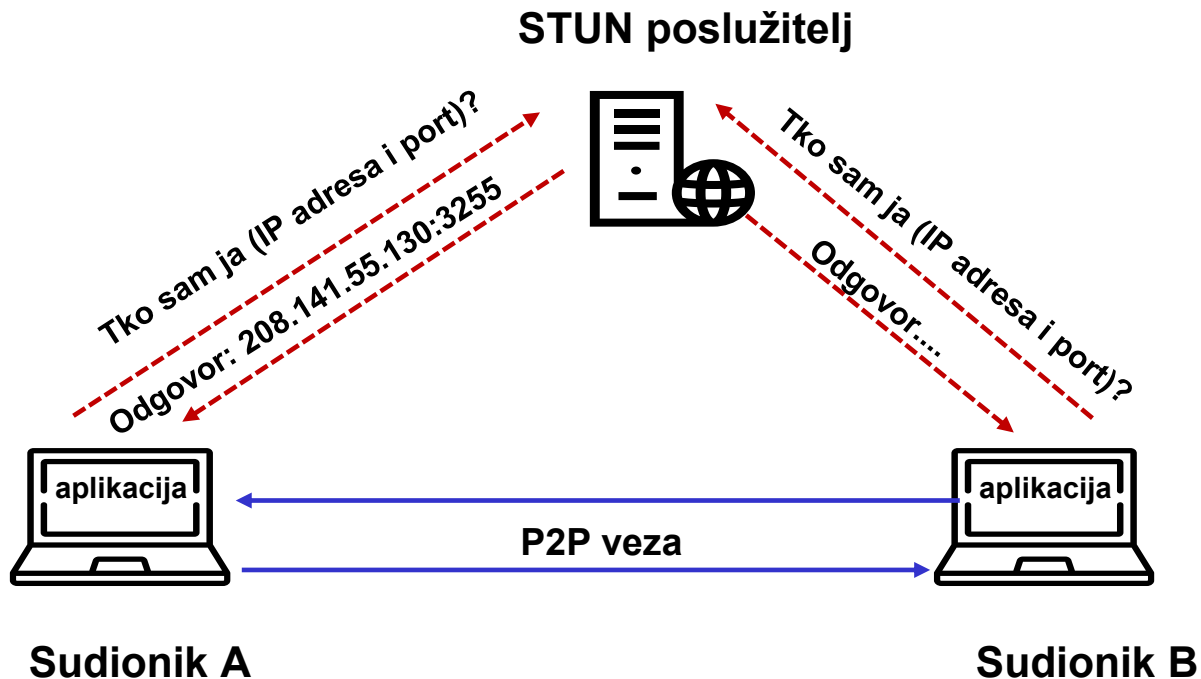 STUN poslužitelj
Tko sam ja (IP adresa i port)?
Odgovor: 208.141.55.130:3255
Tko sam ja (IP adresa i port)?
Odgovor....
aplikacija
aplikacija
P2P veza
Sudionik A
Sudionik B